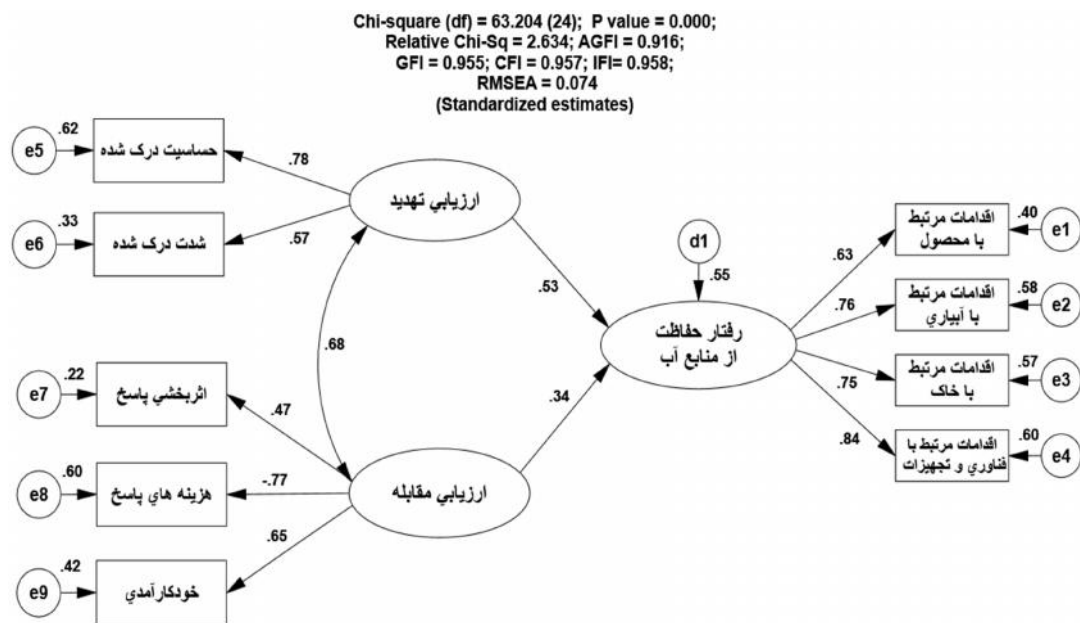 Chi-square (df) = 63.204 (24); P value = 0.000;
Relative Chi-Sq = 2.634; AGFI = 0.916;
GFI = 0.955; CFI = 0.957; IFI= 0.958;
RMSEA = 0.074
(Standardized estimates)
e5
.62
حساسیت درک شده
.78
e6
.33
شدت درک شده
.57
ارزيابي تهديد
.53
.68
e7
.22
اثربخشي پاسخ
.47
e8
.60
هزینه هاي پاسخ
-.77
e9
.42
خودکارآمدي
.65
ارزيابي مقابله
.34
d1
.55
رفتار حفاظت
از منابع آب
.63
اقدامات مرتبط
با محصول
.40
e1
.76
اقدامات مرتبط
با آبياري
.58
e2
.75
اقدامات مرتبط
با خاک
.57
e3
.84
اقدامات مرتبط با
فناوري و تجهيزات
.60
e4